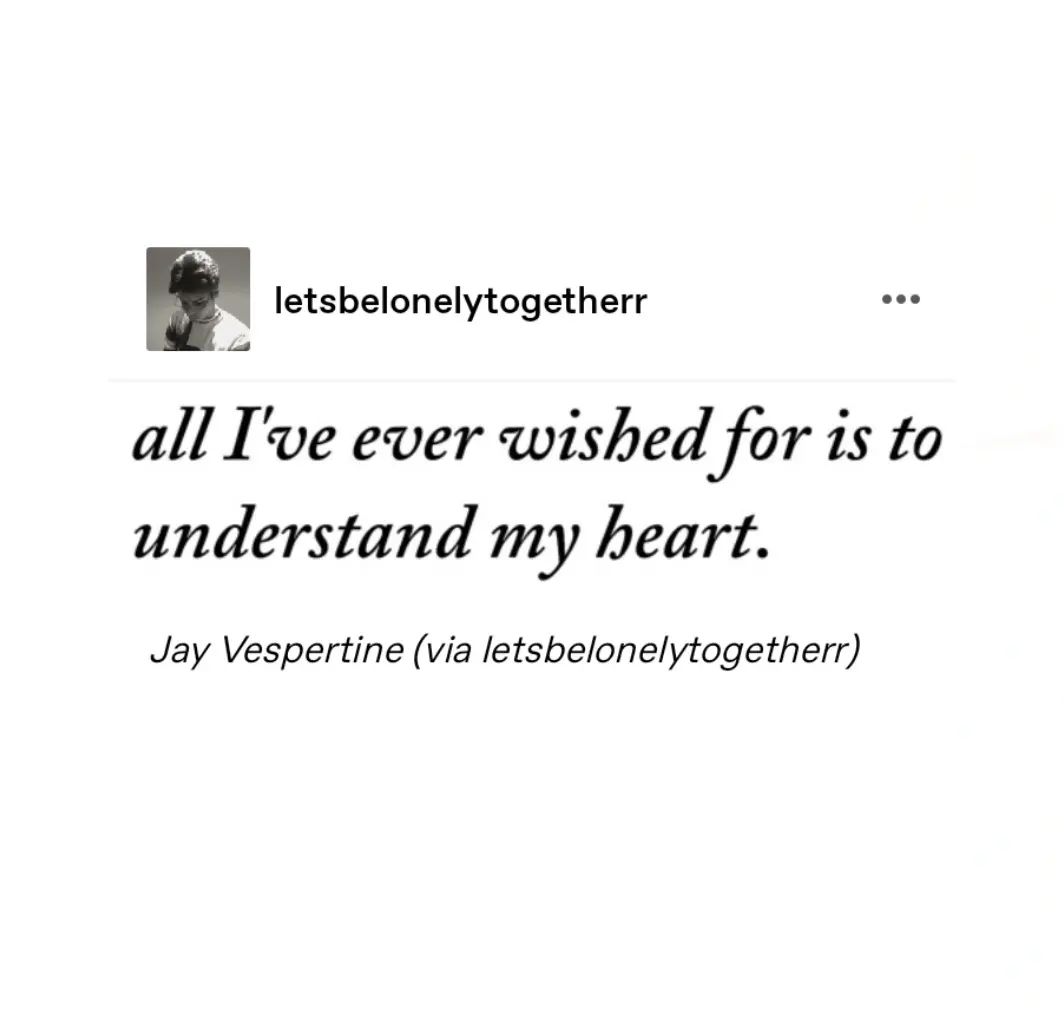 letsbelonelytogetherr
all I've ever wished for is to
understand my heart.
Jay Vespertine (via letsbelonelytogetherr)